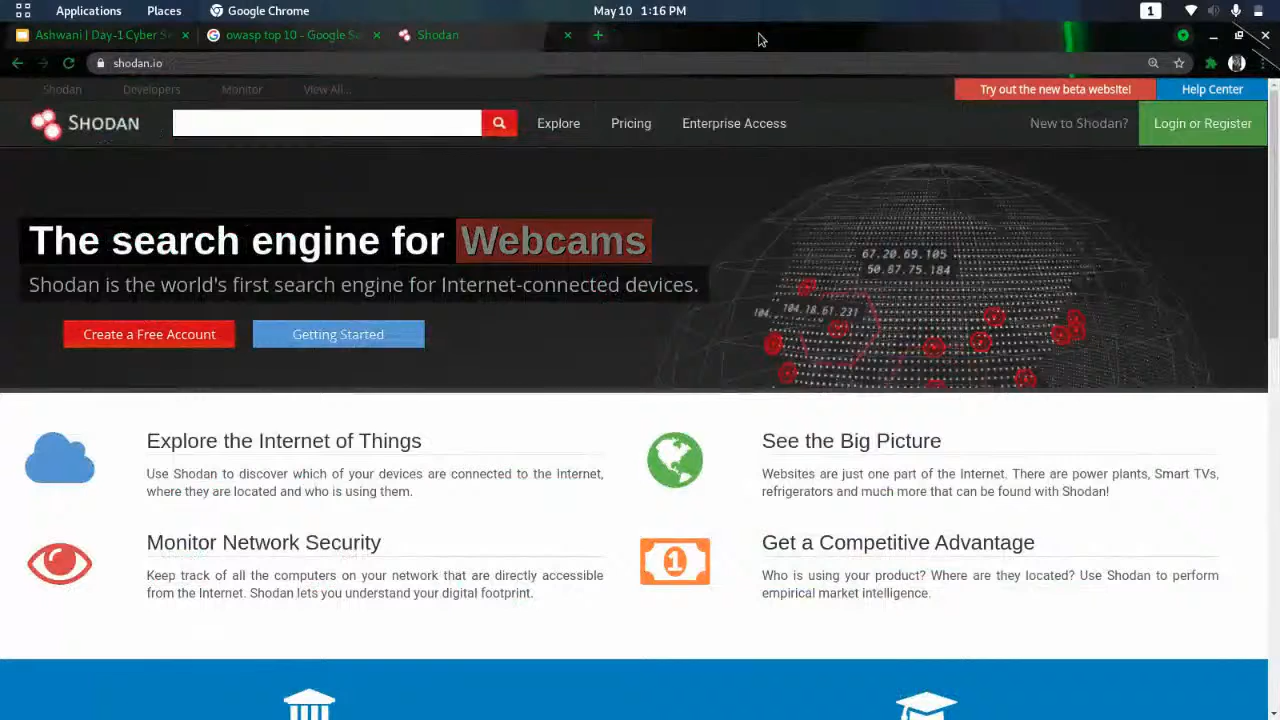 Applications Places Google Chrome May 10 1:16 PM 1
Ashwani | Day-1 Cyber Se × owasp top 10 - Google Se × Shodan × +
shodan.io
Shodan Developers Monitor View All... Try out the new beta website! Help Center
SHODAN Explore Pricing Enterprise Access New to Shodan? Login or Register
The search engine for Webcams
Shodan is the world's first search engine for Internet-connected devices.
Create a Free Account Getting Started
67.20.69.105
50.87.75.184
104. 104.18.61.231
Explore the Internet of Things
Use Shodan to discover which of your devices are connected to the Internet,
where they are located and who is using them.
See the Big Picture
Websites are just one part of the Internet. There are power plants, Smart TVs,
refrigerators and much more that can be found with Shodan!
Monitor Network Security
Keep track of all the computers on your network that are directly accessible
from the Internet. Shodan lets you understand your digital footprint.
1
Get a Competitive Advantage
Who is using your product? Where are they located? Use Shodan to perform
empirical market intelligence.